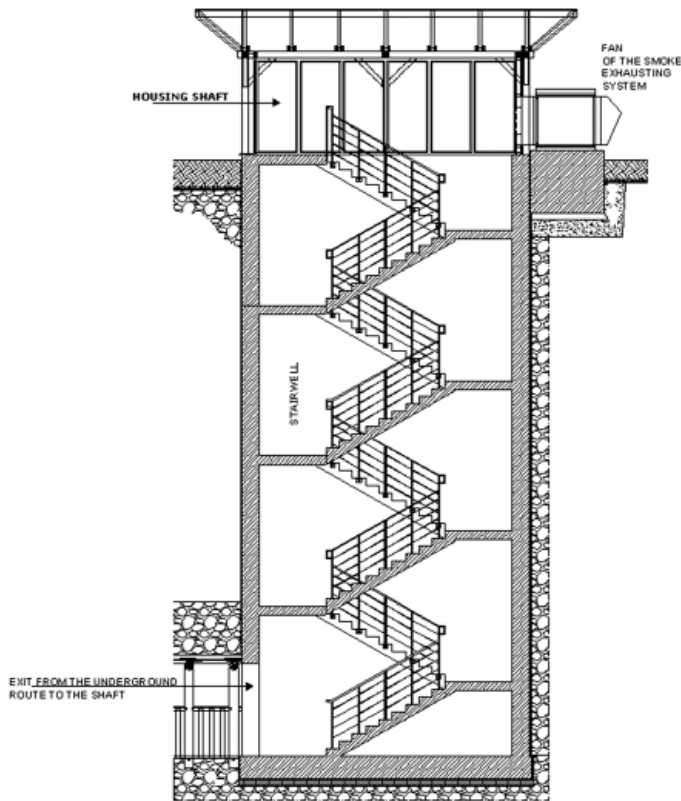 FAN
OF THE SMOKE
EXHAUSTING
SYSTEM
HOUSING SHAFT
STAIRWELL
EXIT FROM THE UNDERGROUND
ROUTE TO THE SHAFT